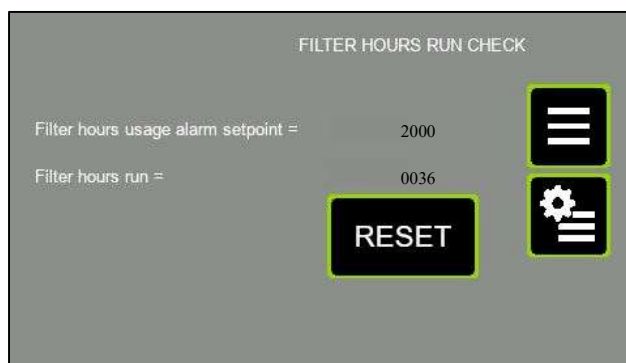 FILTER HOURS RUN CHECK
Filter hours usage alarm setpoint = 2000
Filter hours run = 0036
RESET